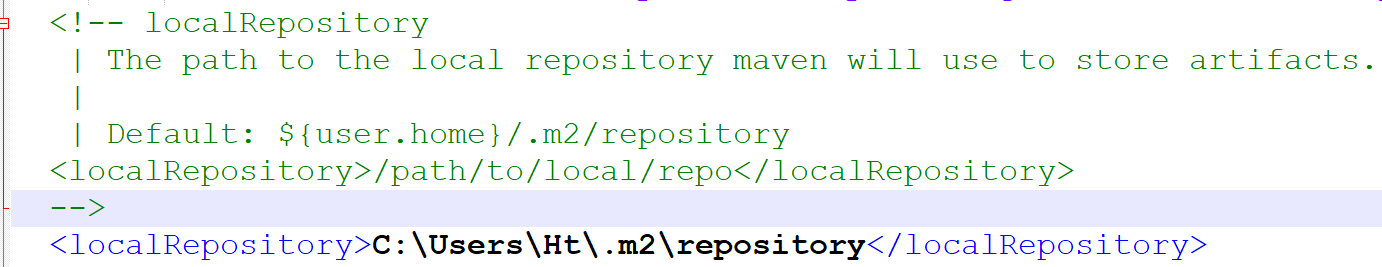 <!-- localRepository
| The path to the local repository maven will use to store artifacts.
|
| Default: ${user.home}/.m2/repository
<localRepository>/path/to/local/repo</localRepository>
-->
<localRepository>C:\Users\Ht\.m2\repository</localRepository>